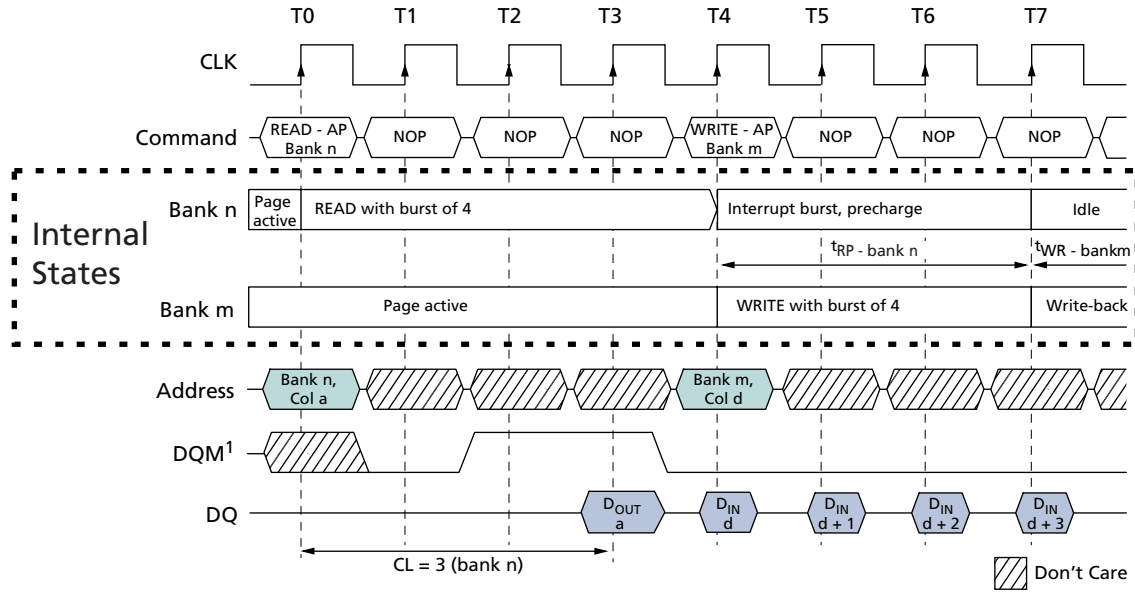 T0 T1 T2 T3 T4 T5 T6 T7
CLK
Command
READ - AP
Bank n
NOP
NOP
NOP
WRITE - AP
Bank m
NOP
NOP
NOP
Internal
States
Bank n
Page
active
READ with burst of 4
Interrupt burst, precharge
Idle
tRP - bank n
tWR - bankm
Bank m
Page active
WRITE with burst of 4
Write-back
Address
Bank n,
Col a
Bank m,
Col d
DQM1
DQ
DOUT
a
DIN
d
DIN
d + 1
DIN
d + 2
DIN
d + 3
CL = 3 (bank n)
Don't Care